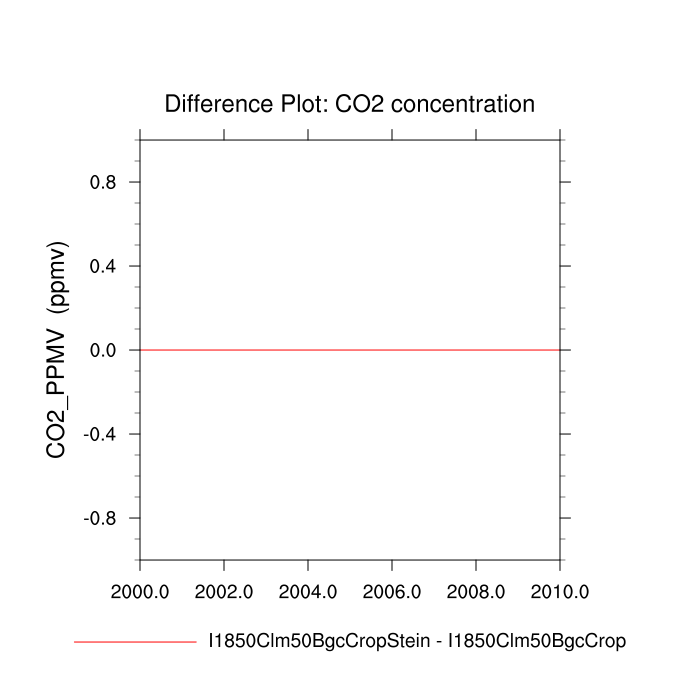 Difference Plot: CO2 concentration
0.8
0.4
0.0
-0.4
-0.8
CO2_PPMV (ppmv)
2000.0 2002.0 2004.0 2006.0 2008.0 2010.0
I1850Clm50BgcCropStein - I1850Clm50BgcCrop